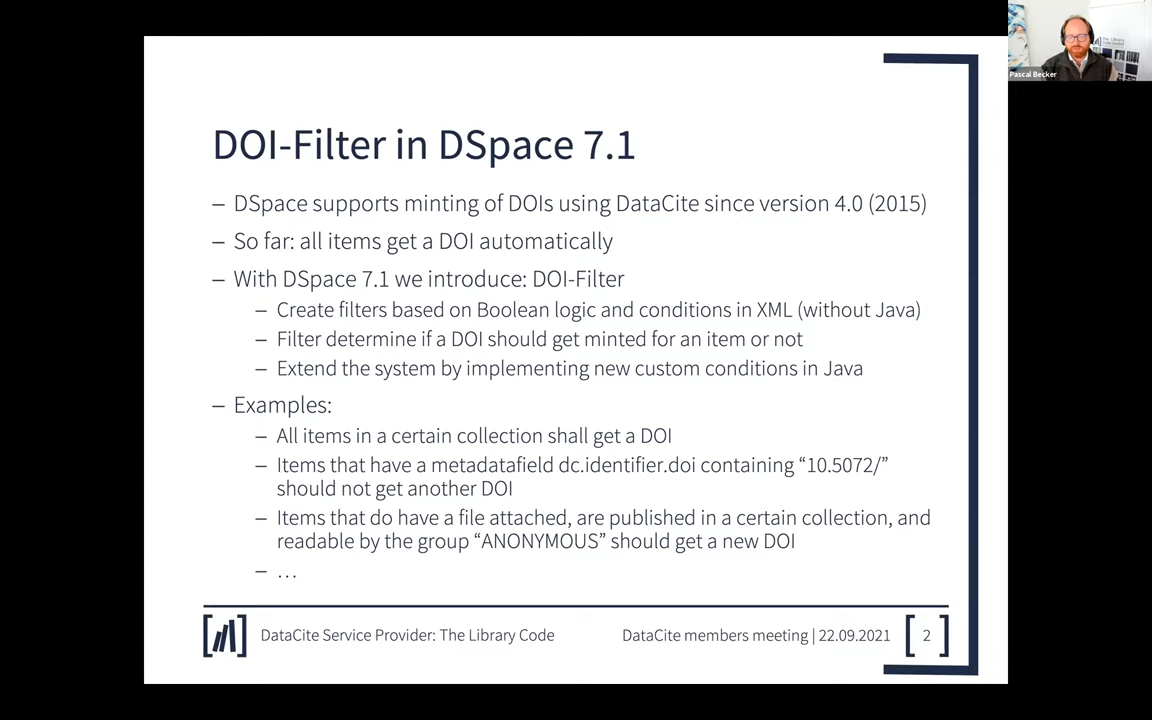 DOI-Filter in DSpace 7.1
– DSpace supports minting of DOIs using DataCite since version 4.0 (2015)
– So far: all items get a DOI automatically
– With DSpace 7.1 we introduce: DOI-Filter
– Create filters based on Boolean logic and conditions in XML (without Java)
– Filter determine if a DOI should get minted for an item or not
– Extend the system by implementing new custom conditions in Java
– Examples:
– All items in a certain collection shall get a DOI
– Items that have a metadatafield dc.identifier.doi containing “10.5072/”
should not get another DOI
– Items that do have a file attached, are published in a certain collection, and
readable by the group “ANONYMOUS” should get a new DOI
– …
DataCite Service Provider: The Library Code
DataCite members meeting | 22.09.2021
2
The Library
Pascal Becker